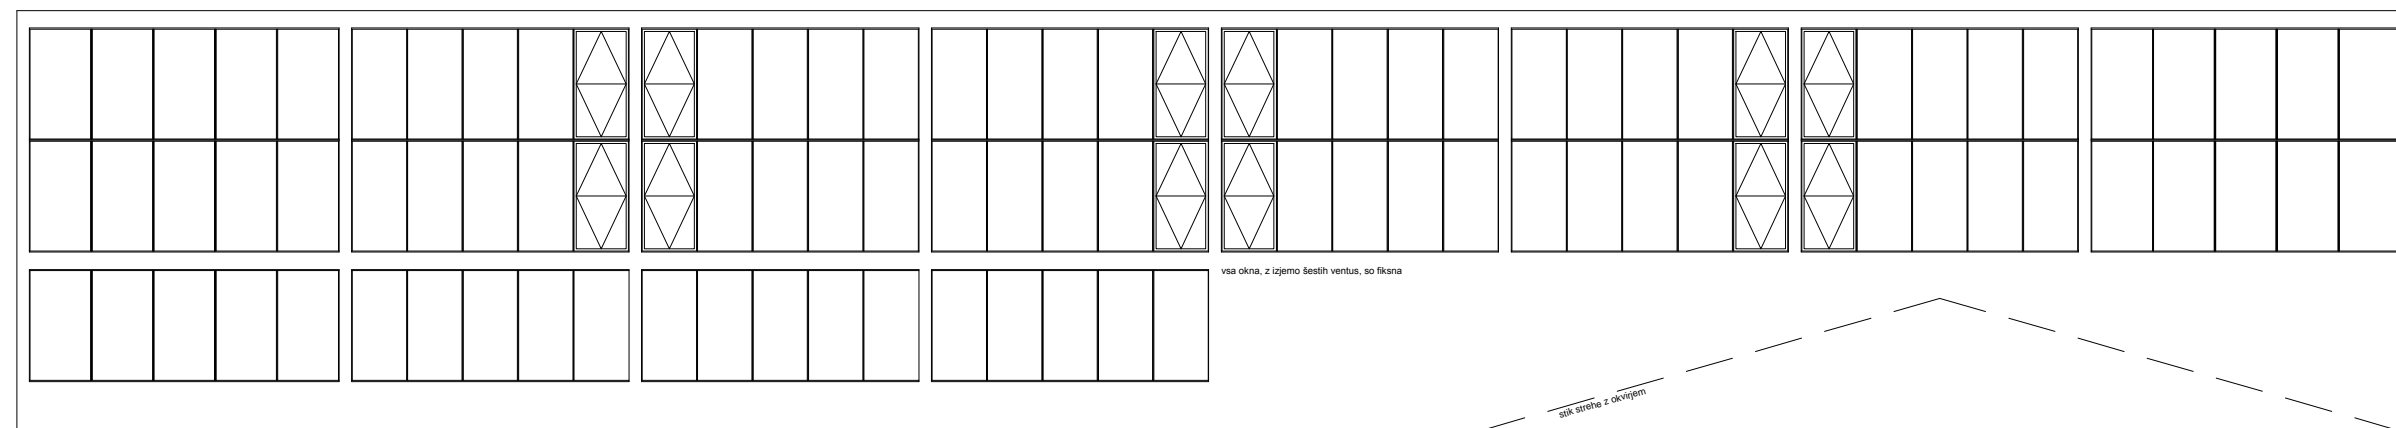 vsa okna, z izjemo šestih ventus, so fiksna
stik strehe z okvirjem